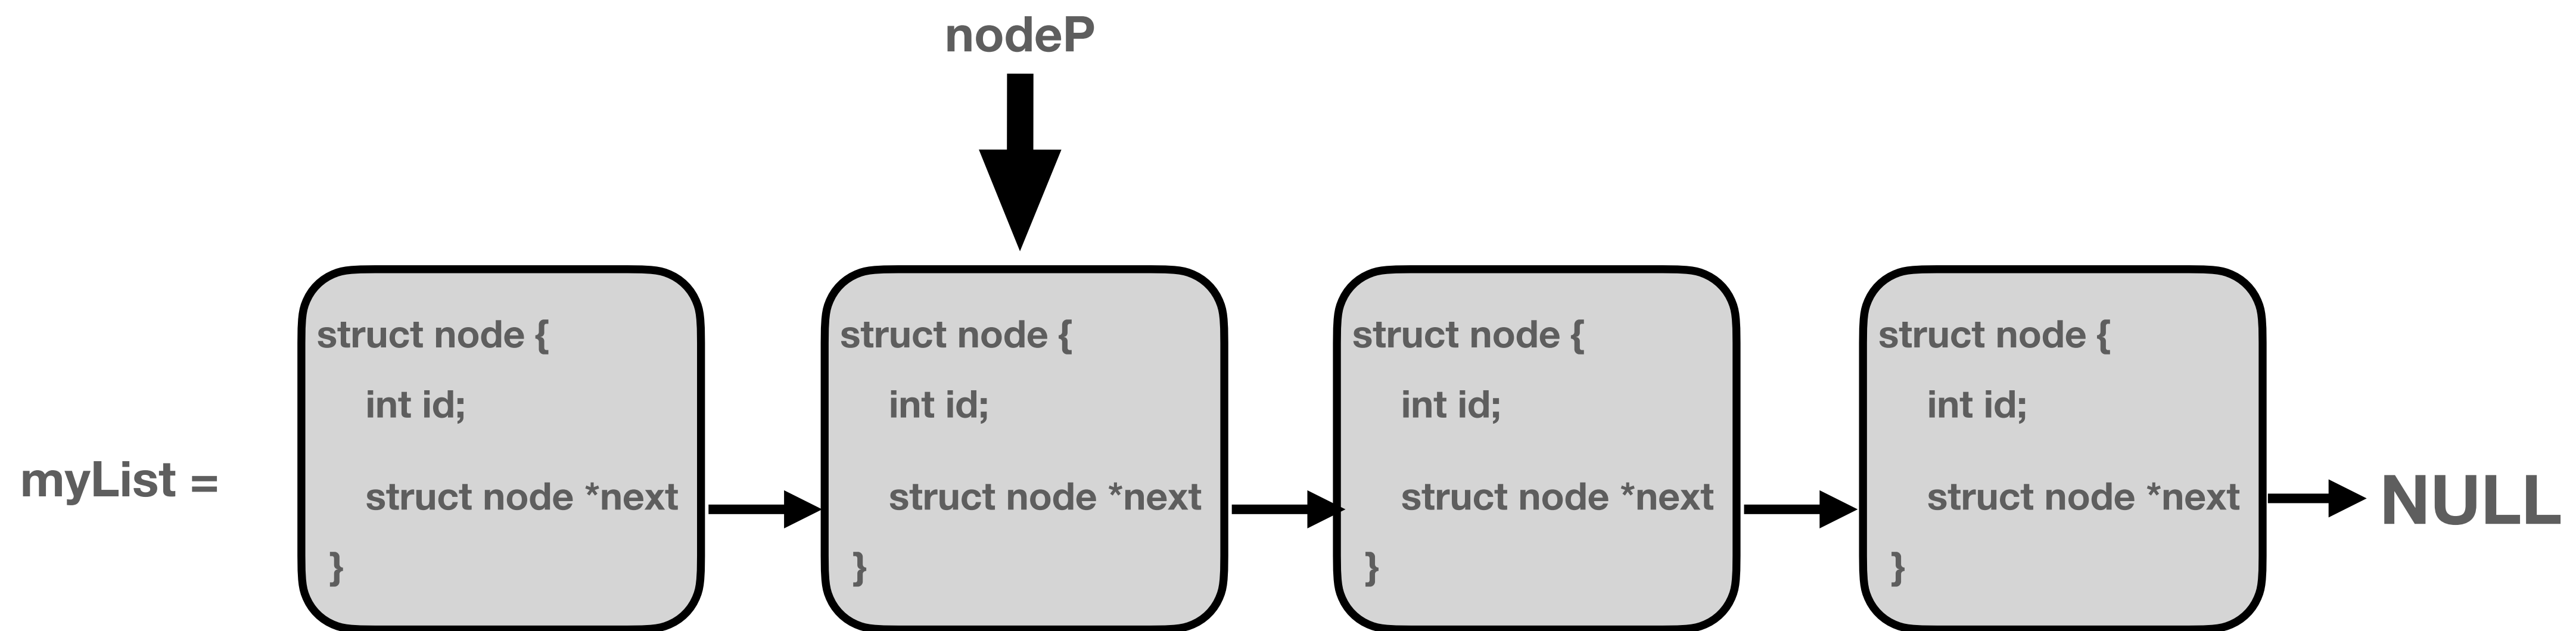 nodeP
myList =
struct node {
int id;
struct node *next
}
struct node {
int id;
struct node *next
}
struct node {
int id;
struct node *next
}
struct node {
int id;
struct node *next
}
NULL